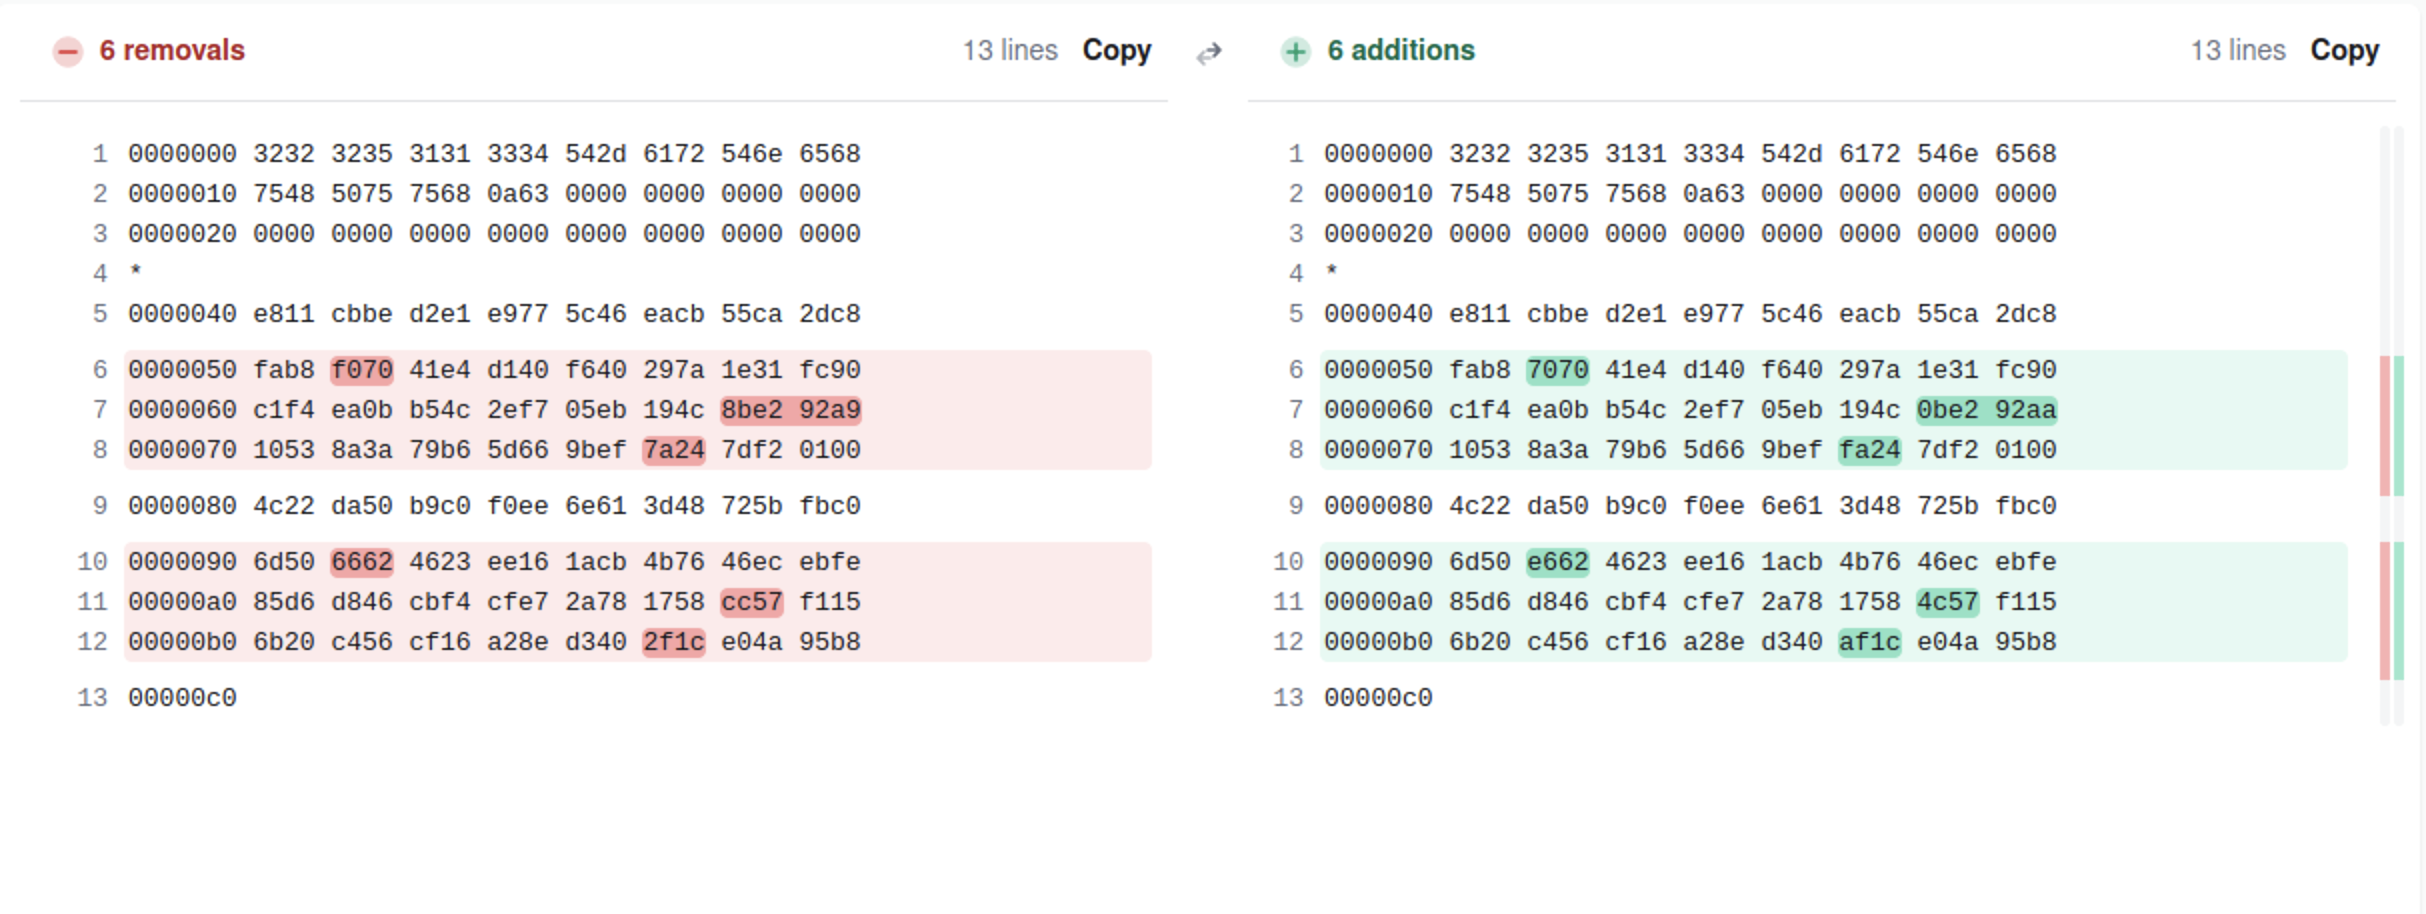 6 removals 13 lines Copy
1 0000000 3232 3235 3131 3334 542d 6172 546e 6568
2 0000010 7548 5075 7568 0a63 0000 0000 0000 0000
3 0000020 0000 0000 0000 0000 0000 0000 0000 0000
4 *
5 0000040 e811 cbbe d2e1 e977 5c46 eacb 55ca 2dc8
6 0000050 fab8 f070 41e4 d140 f640 297a 1e31 fc90
7 0000060 c1f4 ea0b b54c 2ef7 05eb 194c 8be2 92a9
8 0000070 1053 8a3a 79b6 5d66 9bef 7a24 7df2 0100
9 0000080 4c22 da50 b9c0 f0ee 6e61 3d48 725b fbc0
10 0000090 6d50 6662 4623 ee16 1acb 4b76 46ec ebfe
11 00000a0 85d6 d846 cbf4 cfe7 2a78 1758 cc57 f115
12 00000b0 6b20 c456 cf16 a28e d340 2f1c e04a 95b8
13 00000c0
6 additions 13 lines Copy
1 0000000 3232 3235 3131 3334 542d 6172 546e 6568
2 0000010 7548 5075 7568 0a63 0000 0000 0000 0000
3 0000020 0000 0000 0000 0000 0000 0000 0000 0000
4 *
5 0000040 e811 cbbe d2e1 e977 5c46 eacb 55ca 2dc8
6 0000050 fab8 7070 41e4 d140 f640 297a 1e31 fc90
7 0000060 c1f4 ea0b b54c 2ef7 05eb 194c 0be2 92aa
8 0000070 1053 8a3a 79b6 5d66 9bef fa24 7df2 0100
9 0000080 4c22 da50 b9c0 f0ee 6e61 3d48 725b fbc0
10 0000090 6d50 e662 4623 ee16 1acb 4b76 46ec ebfe
11 00000a0 85d6 d846 cbf4 cfe7 2a78 1758 4c57 f115
12 00000b0 6b20 c456 cf16 a28e d340 af1c e04a 95b8
13 00000c0